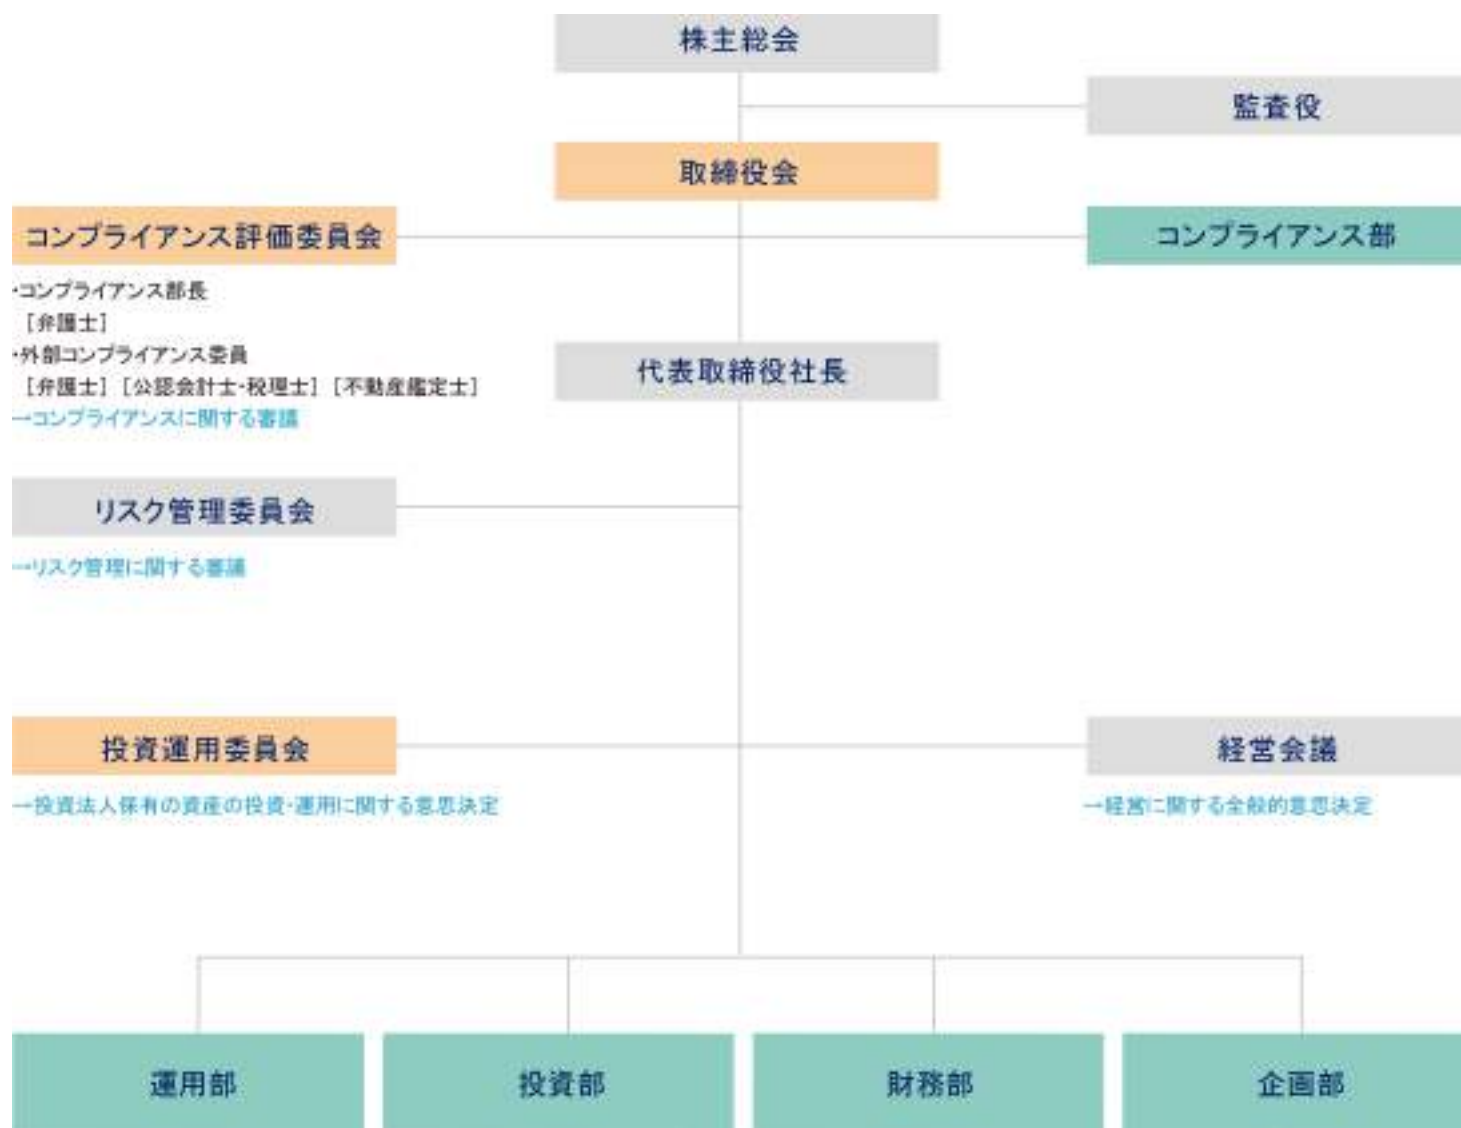 株主総会
監査役
取締役会
コンプライアンス評価委員会
コンプライアンス部
・コンプライアンス部長
［弁護士］
・外部コンプライアンス委員
［弁護士］［公認会計士・税理士］［不動産鑑定士］
→コンプライアンスに関する審議
代表取締役社長
リスク管理委員会
→リスク管理に関する審議
投資運用委員会
経営会議
→投資法人保有の資産の投資・運用に関する意思決定
→経営に関する全般的意思決定
運用部
投資部
財務部
企画部